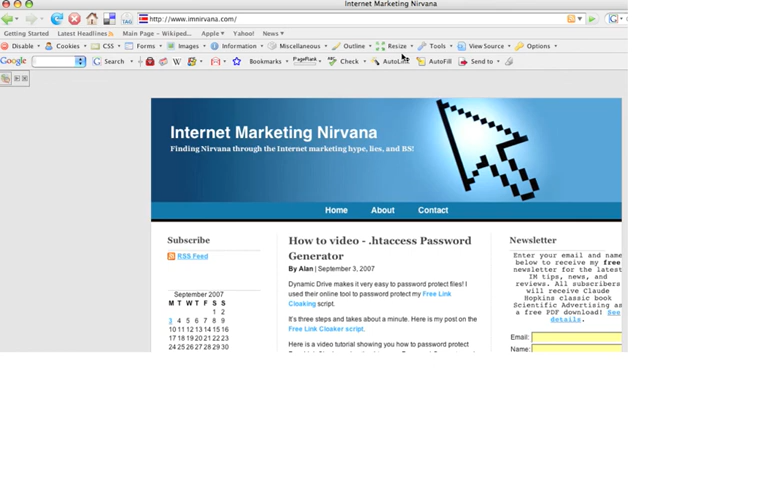 Internet Marketing Nirvana
http://www.imnirvana.com/
Getting Started Latest Headlines Main Page – Wikiped... Apple▼ Yahoo! News▼
Disable▼ Cookies▼ CSS▼ Forms▼ Images▼ Information▼ Miscellaneous▼ Outline▼ Resize▼ Tools▼ View Source▼ Options▼
Google Search▼ Bookmarks▼ PageRank▼ Check▼ AutoLink AutoFill Send to▼
Internet Marketing Nirvana
Finding Nirvana through the Internet marketing hype, lies, and BS!
Home About Contact
Subscribe
RSS Feed
September 2007
M T W T F S S
1 2
3 4 5 6 7 8 9
10 11 12 13 14 15 16
17 18 19 20 21 22 23
24 25 26 27 28 29 30
How to video - .htaccess Password
Generator
By Alan | September 3, 2007
Dynamic Drive makes it very easy to password protect files! I
used their online tool to password protect my Free Link
Cloaking script.
It's three steps and takes about a minute. Here is my post on the
Free Link Cloaker script.
Here is a video tutorial showing you how to password protect
Newsletter
Enter your email and name
below to receive my free
newsletter for the latest
IM tips, news, and
reviews. All subscribers
will receive Claude
Hopkins classic book
Scientific Advertising as
a free PDF download! See
details.
Email:
Name: